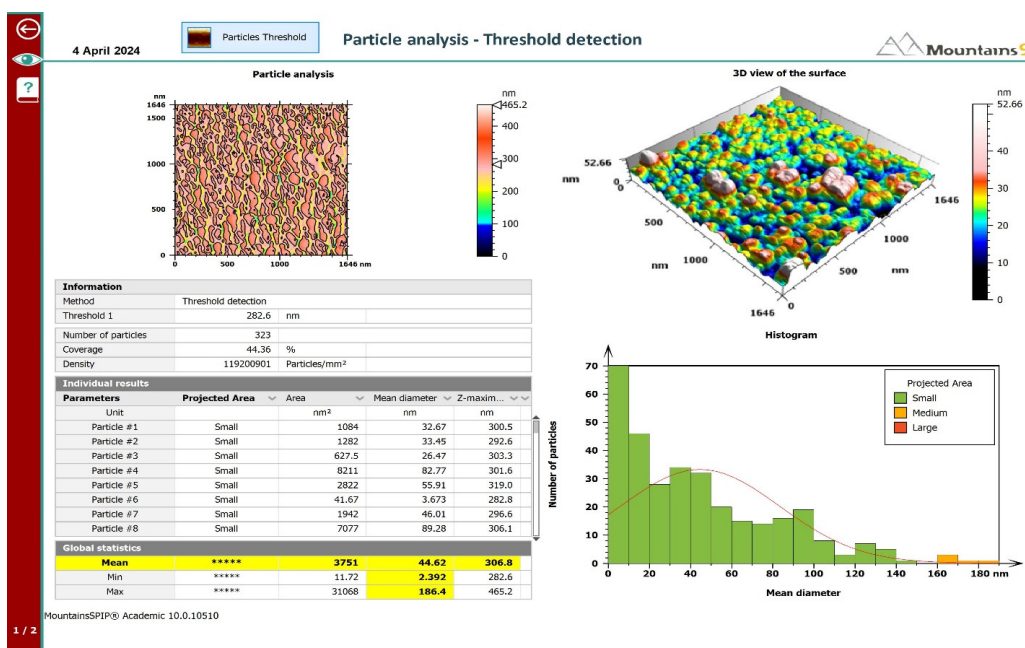 4 April 2024
Particles Threshold
Particle analysis - Threshold detection
Mountains
?
Particle analysis
nm
1646
1500
1000
500
0
0 500 1000 1646 nm
nm
465.2
400
300
200
100
0
3D view of the surface
52.66
nm
0
0
500
nm
1000
1646
0
500
nm
1000
1646
nm
52.66
40
30
20
10
0
Information
Method Threshold detection
Threshold 1 282.6 nm
Number of particles 323
Coverage 44.36 %
Density 119200901 Particles/mm²
Individual results
Parameters Projected Area Area Mean diameter Z-maxim...
Unit nm² nm nm
Particle #1 Small 1084 32.67 300.5
Particle #2 Small 1282 33.45 292.6
Particle #3 Small 627.5 26.47 303.3
Particle #4 Small 8211 82.77 301.6
Particle #5 Small 2822 55.91 319.0
Particle #6 Small 41.67 3.673 282.8
Particle #7 Small 1942 46.01 296.6
Particle #8 Small 7077 89.28 306.1
Global statistics
Mean ***** 3751 44.62 306.8
Min ***** 11.72 2.392 282.6
Max ***** 31068 186.4 465.2
Histogram
Number of particles
70
60
50
40
30
20
10
0
0 20 40 60 80 100 120 140 160 180 nm
Mean diameter
Projected Area
Small
Medium
Large
MountainsSPIP® Academic 10.0.10510
1 / 2